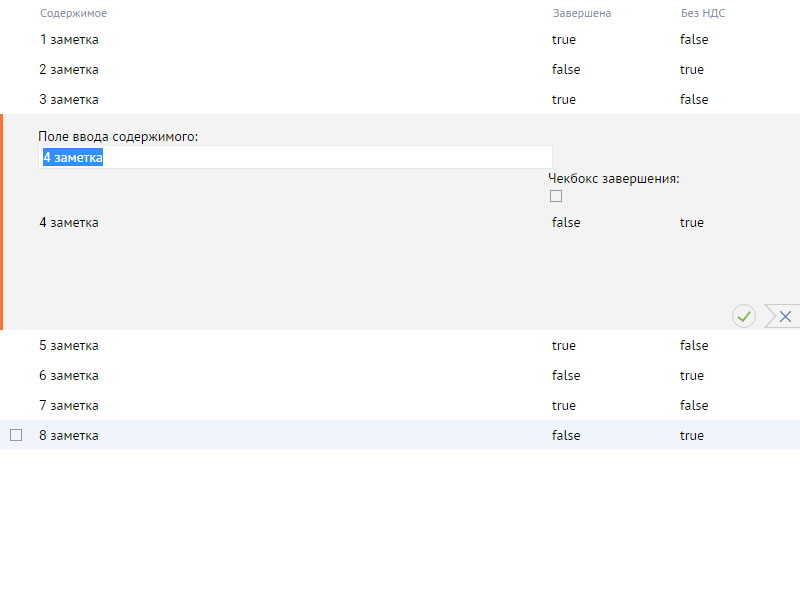 Содержимое Завершена Без НДС
1 заметка true false
2 заметка false true
3 заметка true false
Поле ввода содержимого:
4 заметка
Чекбокс завершения:
4 заметка false true
5 заметка true false
6 заметка false true
7 заметка true false
8 заметка false true